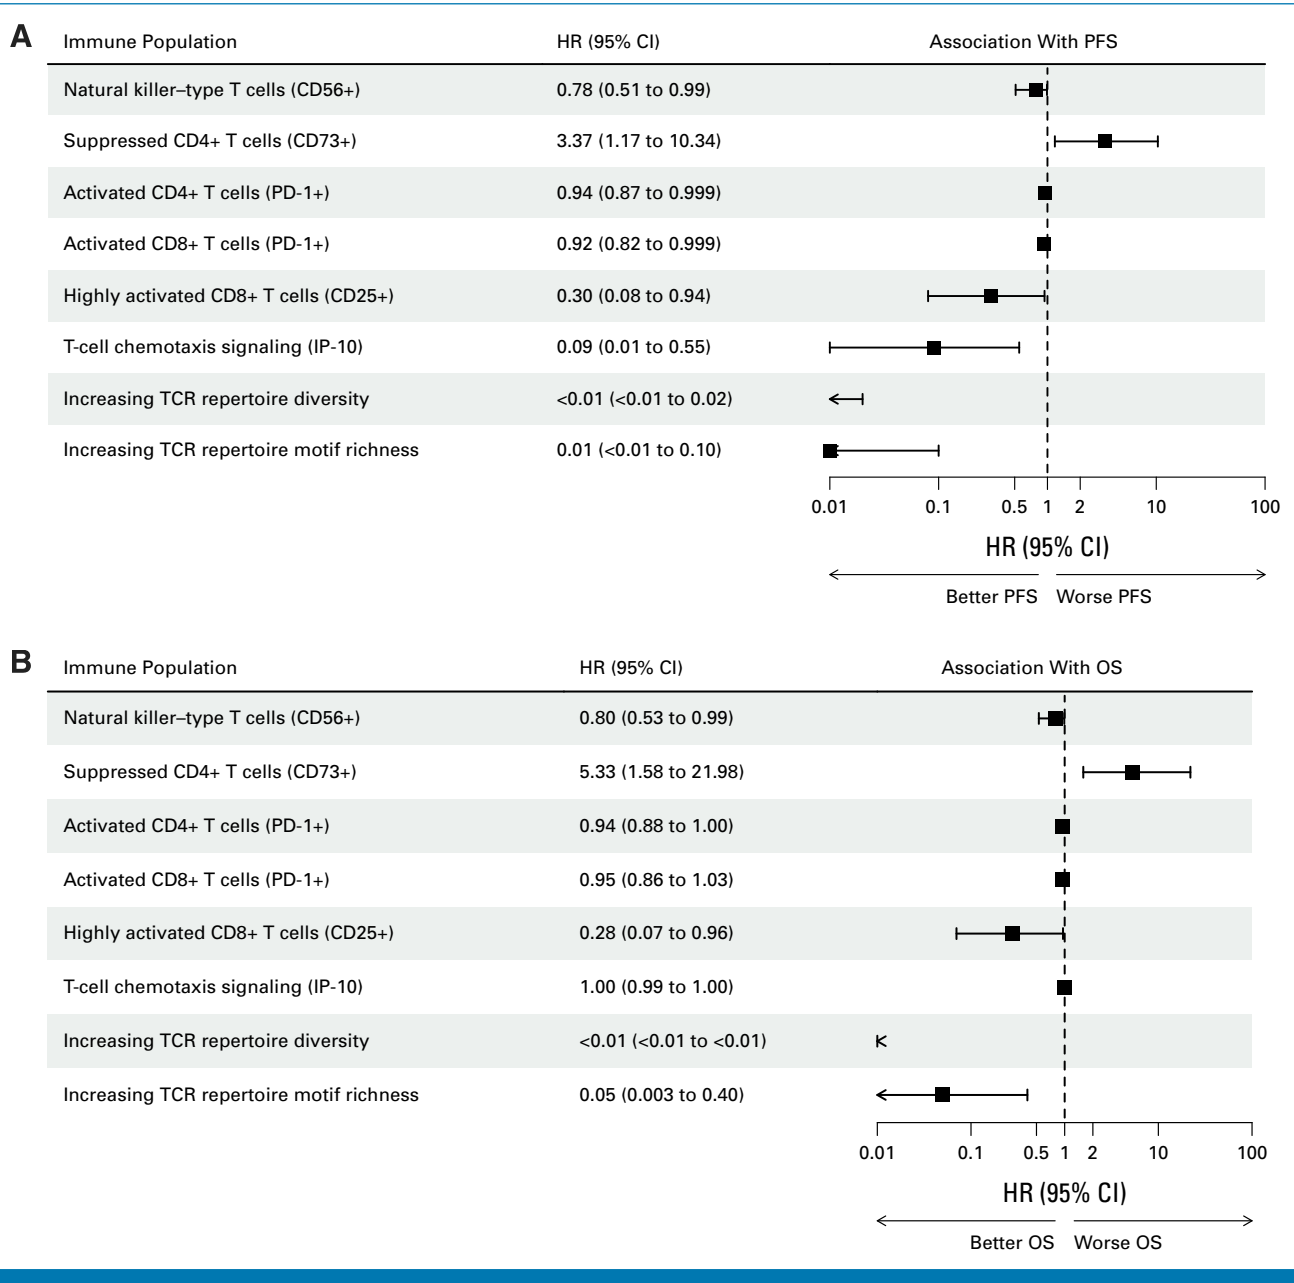 A
Immune Population HR (95% CI) Association With PFS
Natural killer–type T cells (CD56+) 0.78 (0.51 to 0.99)
Suppressed CD4+ T cells (CD73+) 3.37 (1.17 to 10.34)
Activated CD4+ T cells (PD-1+) 0.94 (0.87 to 0.999)
Activated CD8+ T cells (PD-1+) 0.92 (0.82 to 0.999)
Highly activated CD8+ T cells (CD25+) 0.30 (0.08 to 0.94)
T-cell chemotaxis signaling (IP-10) 0.09 (0.01 to 0.55)
Increasing TCR repertoire diversity <0.01 (<0.01 to 0.02)
Increasing TCR repertoire motif richness 0.01 (<0.01 to 0.10)
0.01 0.1 0.5 1 2 10 100
HR (95% CI)
Better PFS Worse PFS
B
Immune Population HR (95% CI) Association With OS
Natural killer–type T cells (CD56+) 0.80 (0.53 to 0.99)
Suppressed CD4+ T cells (CD73+) 5.33 (1.58 to 21.98)
Activated CD4+ T cells (PD-1+) 0.94 (0.88 to 1.00)
Activated CD8+ T cells (PD-1+) 0.95 (0.86 to 1.03)
Highly activated CD8+ T cells (CD25+) 0.28 (0.07 to 0.96)
T-cell chemotaxis signaling (IP-10) 1.00 (0.99 to 1.00)
Increasing TCR repertoire diversity <0.01 (<0.01 to <0.01)
Increasing TCR repertoire motif richness 0.05 (0.003 to 0.40)
0.01 0.1 0.5 1 2 10 100
HR (95% CI)
Better OS Worse OS